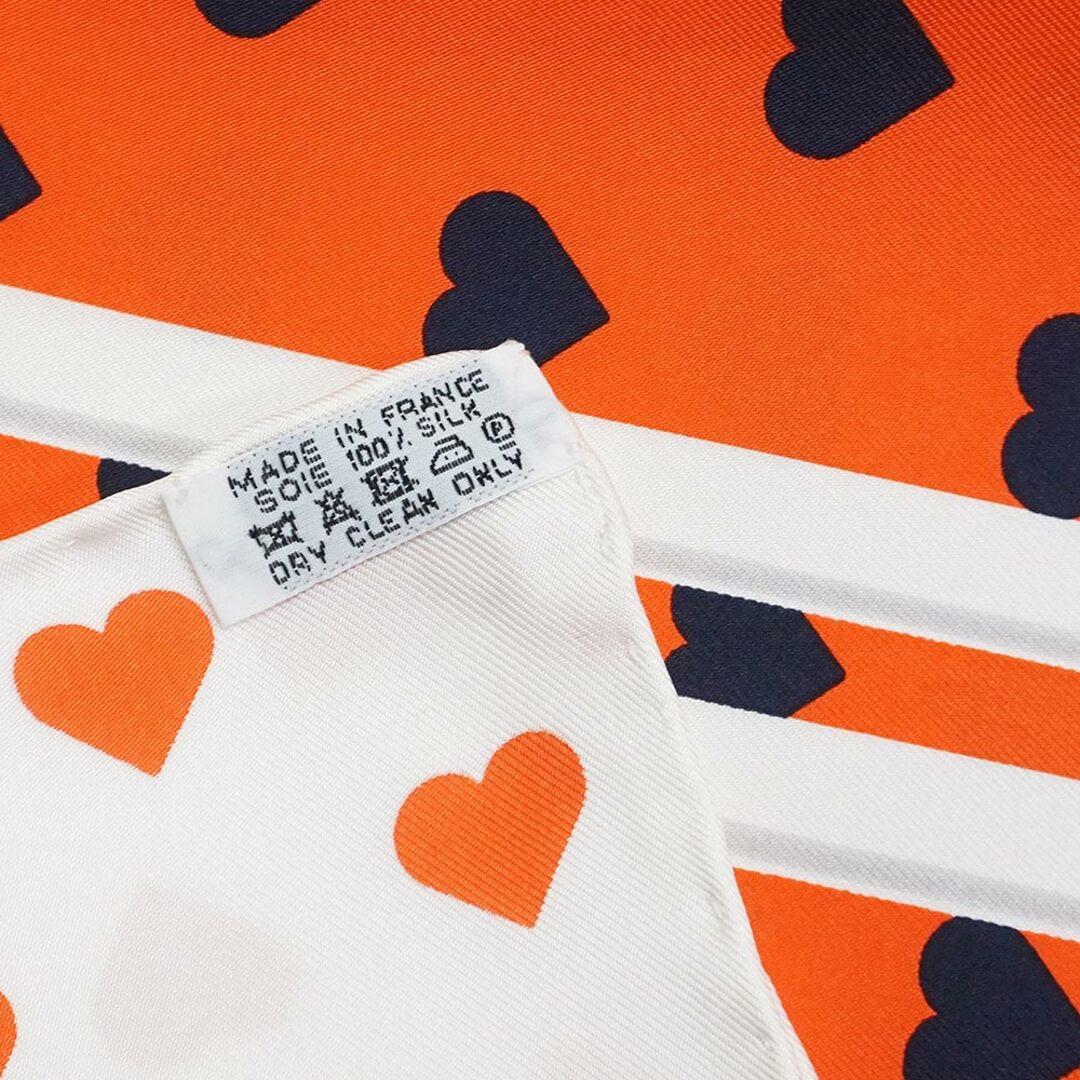 MADE IN FRANCE
SOIE 100% SILK
P
DRY CLEAN ONLY